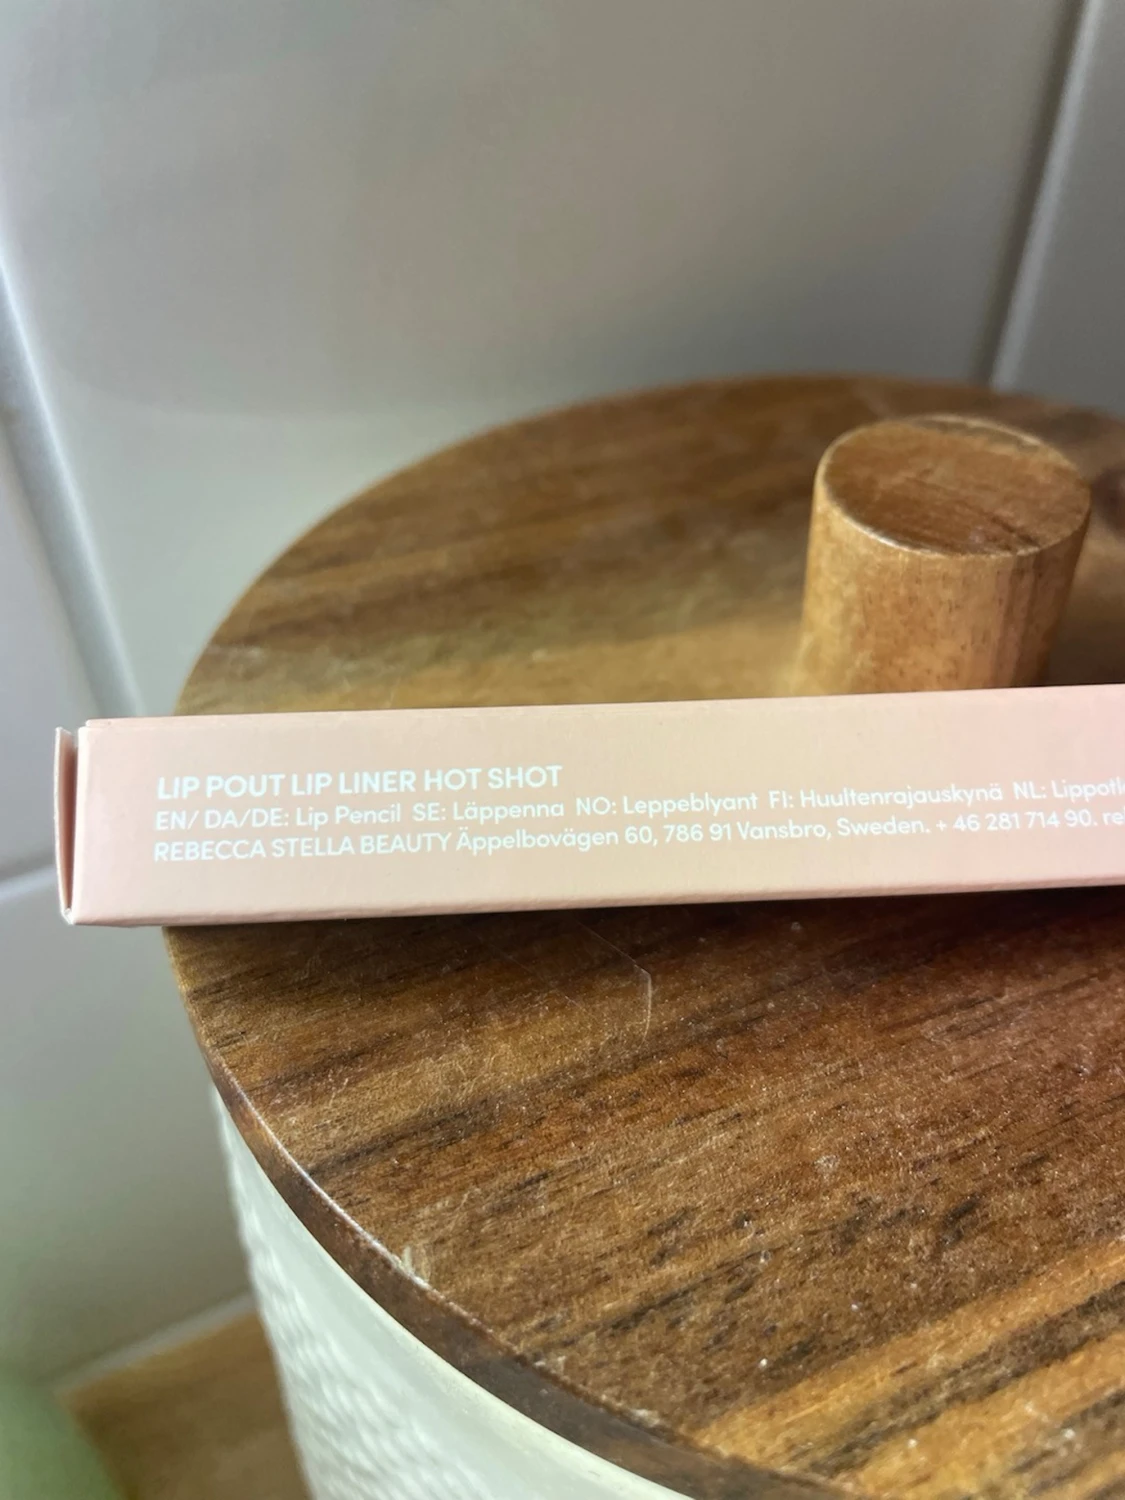 LIP POUT LIP LINER HOT SHOT
EN/ DA/DE: Lip Pencil SE: Läppenna NO: Leppeblyant FI: Huultenrajauskynä NL:
REBECCA STELLA BEAUTY Äppelbovägen 60, 786 91 Vansbro, Sweden. + 46 281 714 90.